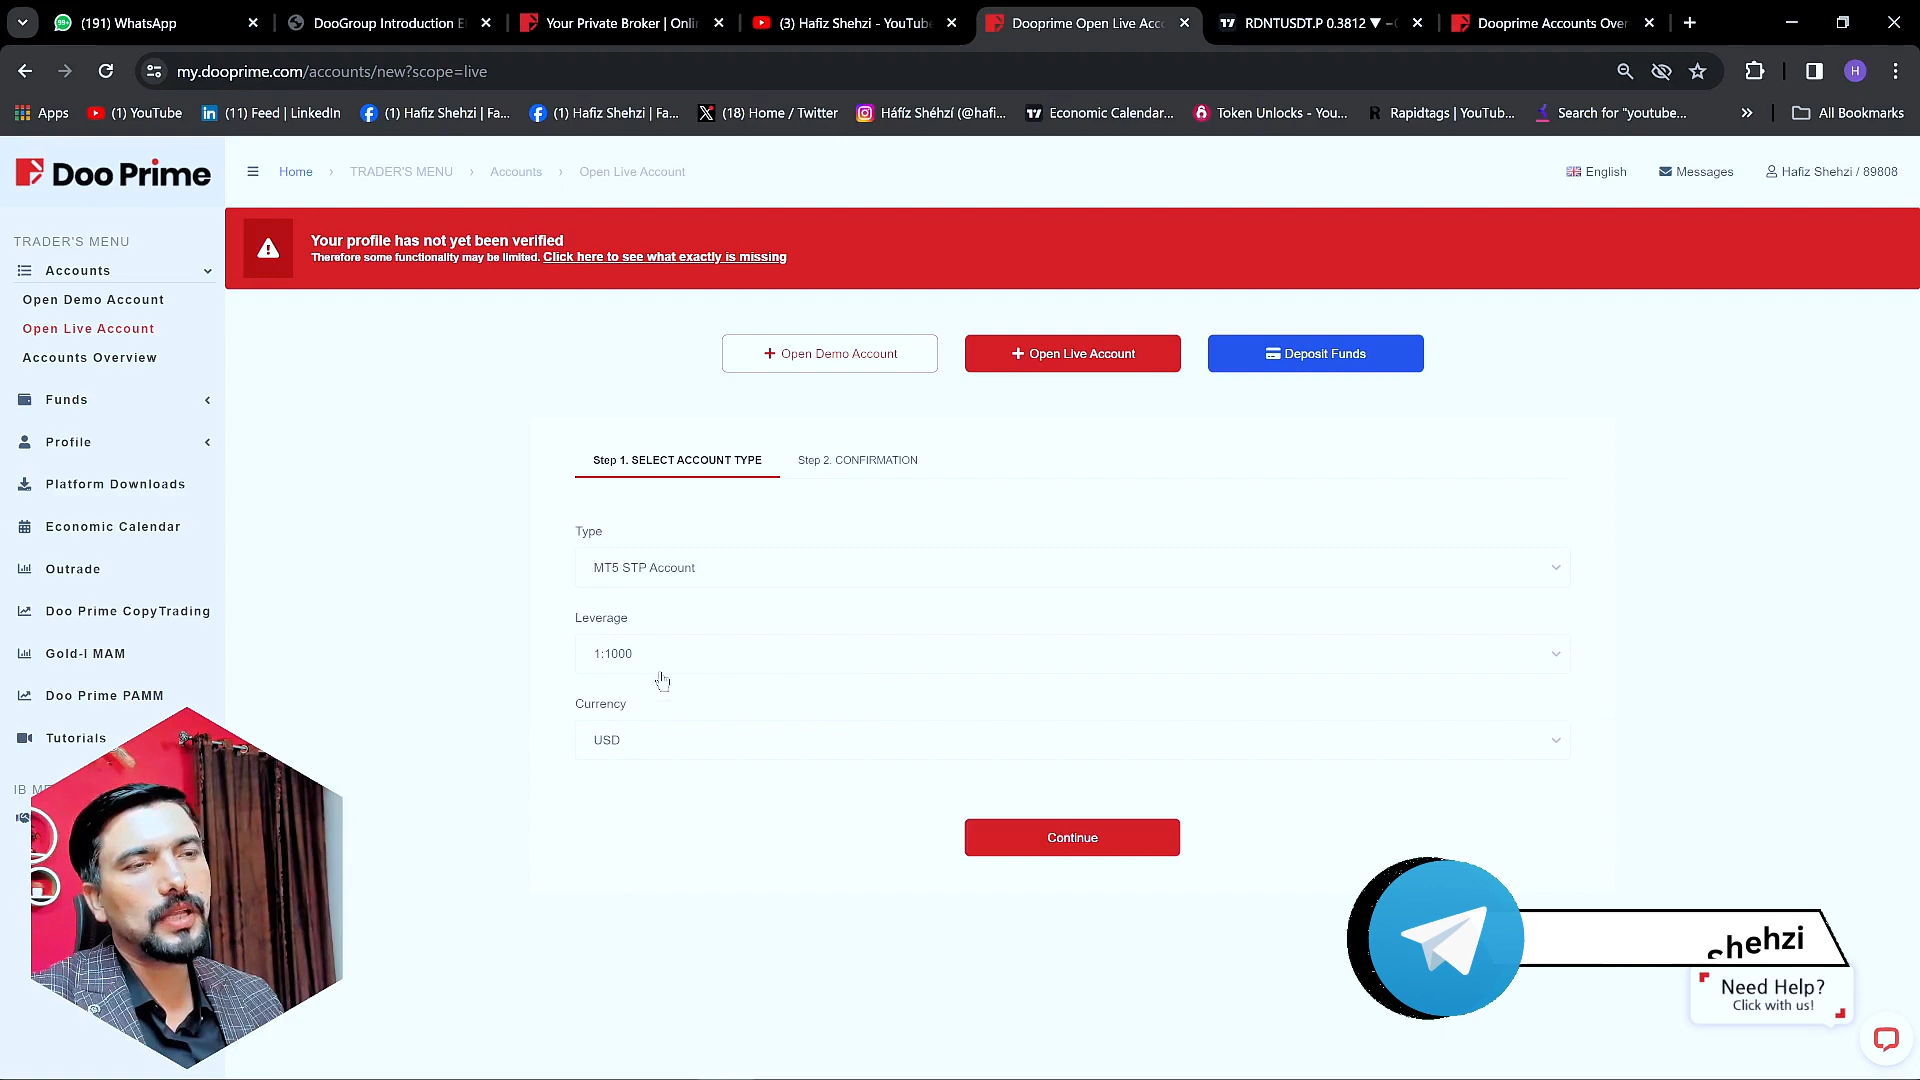 (191) WhatsApp
DooGroup Introduction E
Your Private Broker | Onli
(3) Hafiz Shehzi - YouTube
Dooprime Open Live Acc
RDNTUSDT.P 0.3812 ▼ −
Dooprime Accounts Over
my.dooprime.com/accounts/new?scope=live
H
Apps
(1) YouTube
(11) Feed | LinkedIn
(1) Hafiz Shehzi | Fa...
(1) Hafiz Shehzi | Fa...
(18) Home / Twitter
Háfíz Shéhzí (@hafi...
Economic Calendar...
Token Unlocks - You...
Rapidtags | YouTub...
Search for "youtube...
»
All Bookmarks
Doo Prime
Home › TRADER'S MENU › Accounts › Open Live Account
English
Messages
Hafiz Shehzi / 89808
Your profile has not yet been verified
Therefore some functionality may be limited. Click here to see what exactly is missing
TRADER'S MENU
Accounts
Open Demo Account
Open Live Account
Accounts Overview
Funds
Profile
Platform Downloads
Economic Calendar
Outrade
Doo Prime CopyTrading
Gold-I MAM
Doo Prime PAMM
Tutorials
+ Open Demo Account
+ Open Live Account
Deposit Funds
Step 1. SELECT ACCOUNT TYPE
Step 2. CONFIRMATION
Type
MT5 STP Account
Leverage
1:1000
Currency
USD
Continue
shehzi
Need Help?
Click with us!